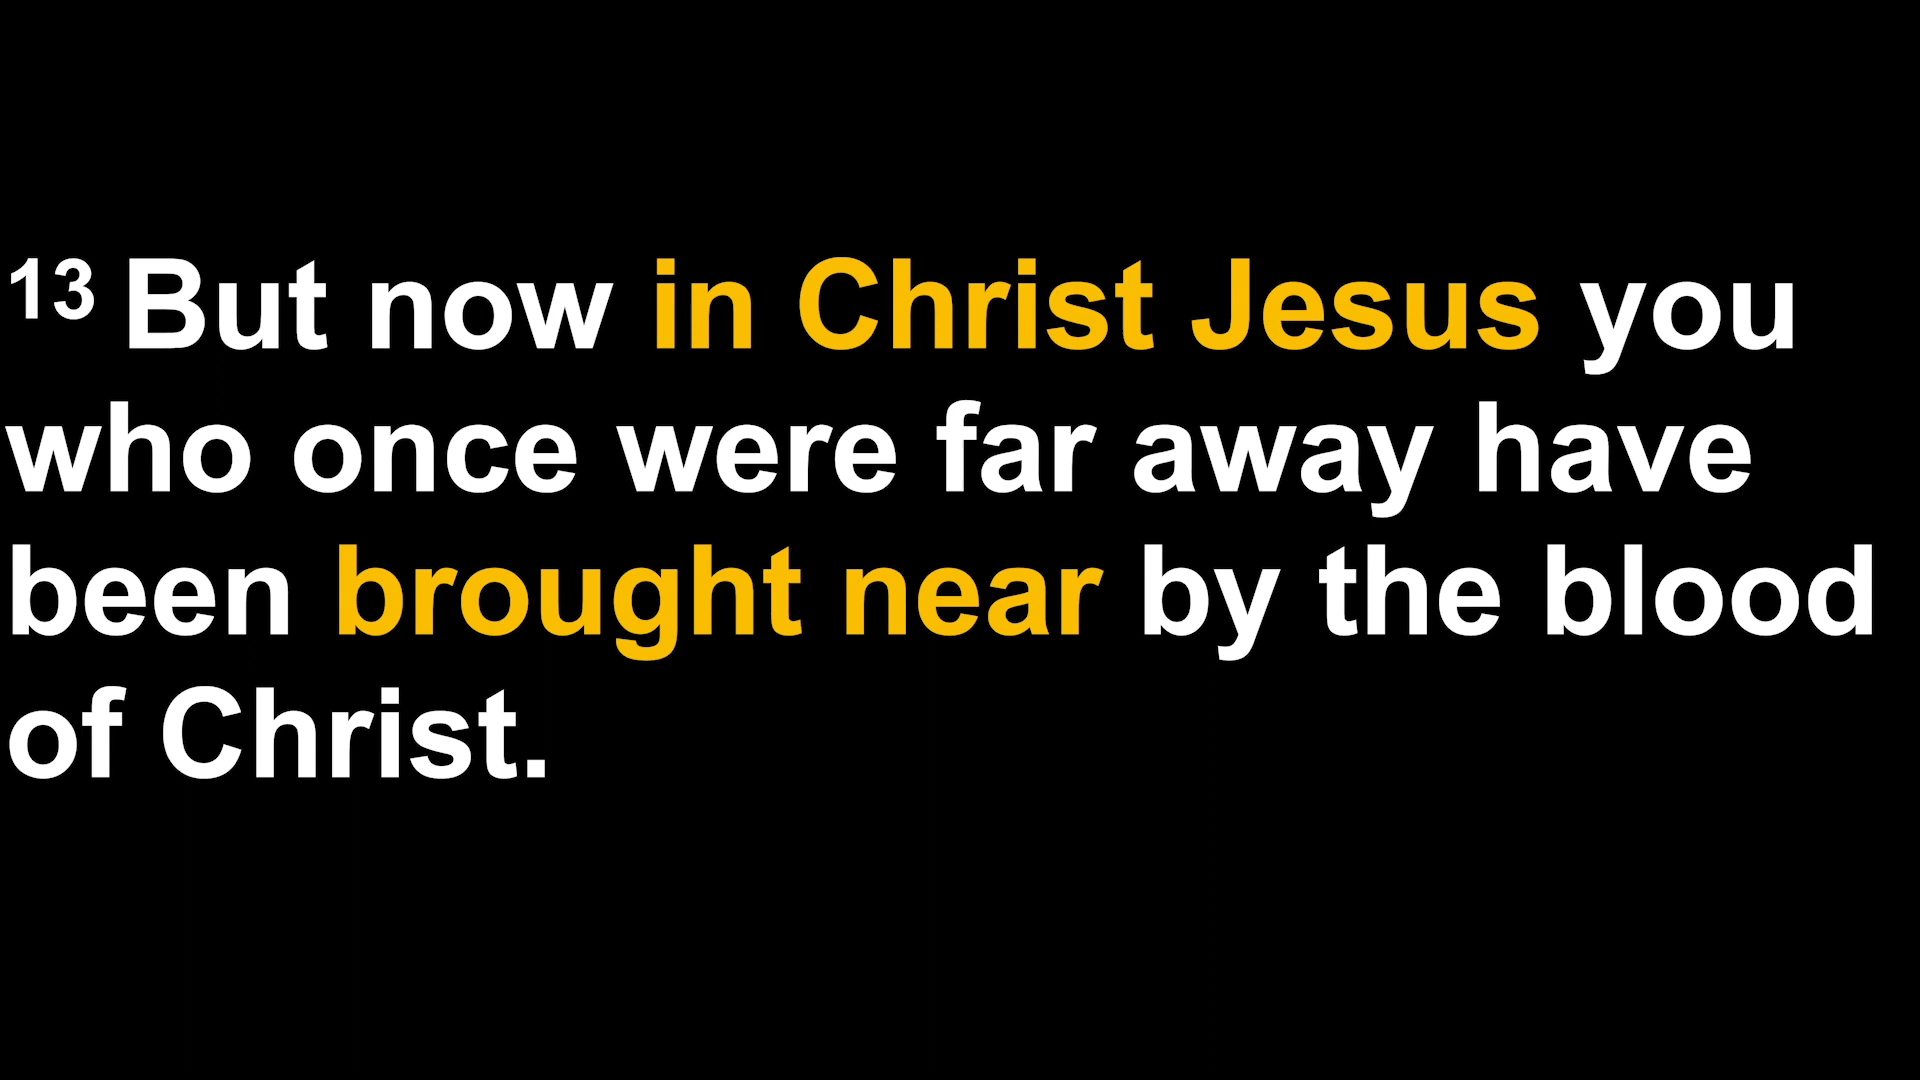 13 But now in Christ Jesus you
who once were far away have
been brought near by the blood
of Christ.